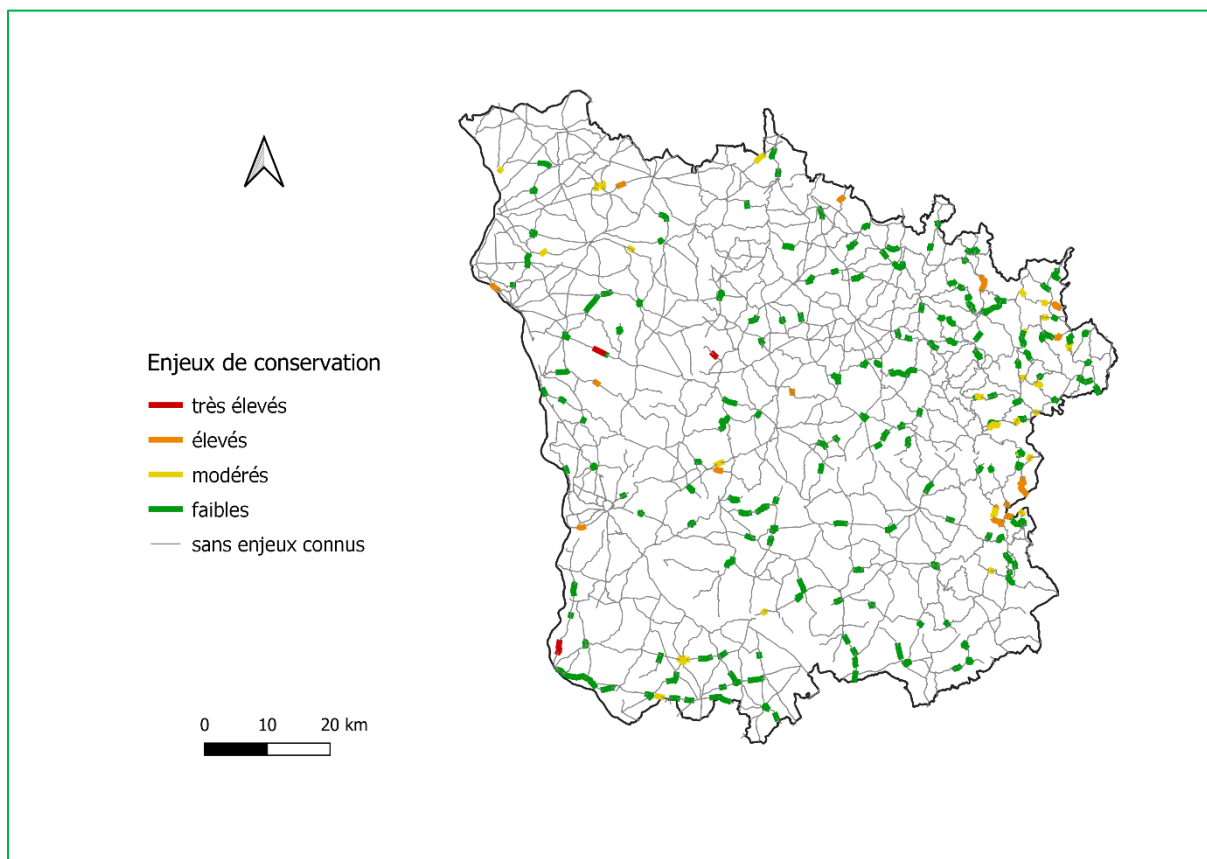 Enjeux de conservation
très élevés
élevés
modérés
faibles
sans enjeux connus
0 10 20 km